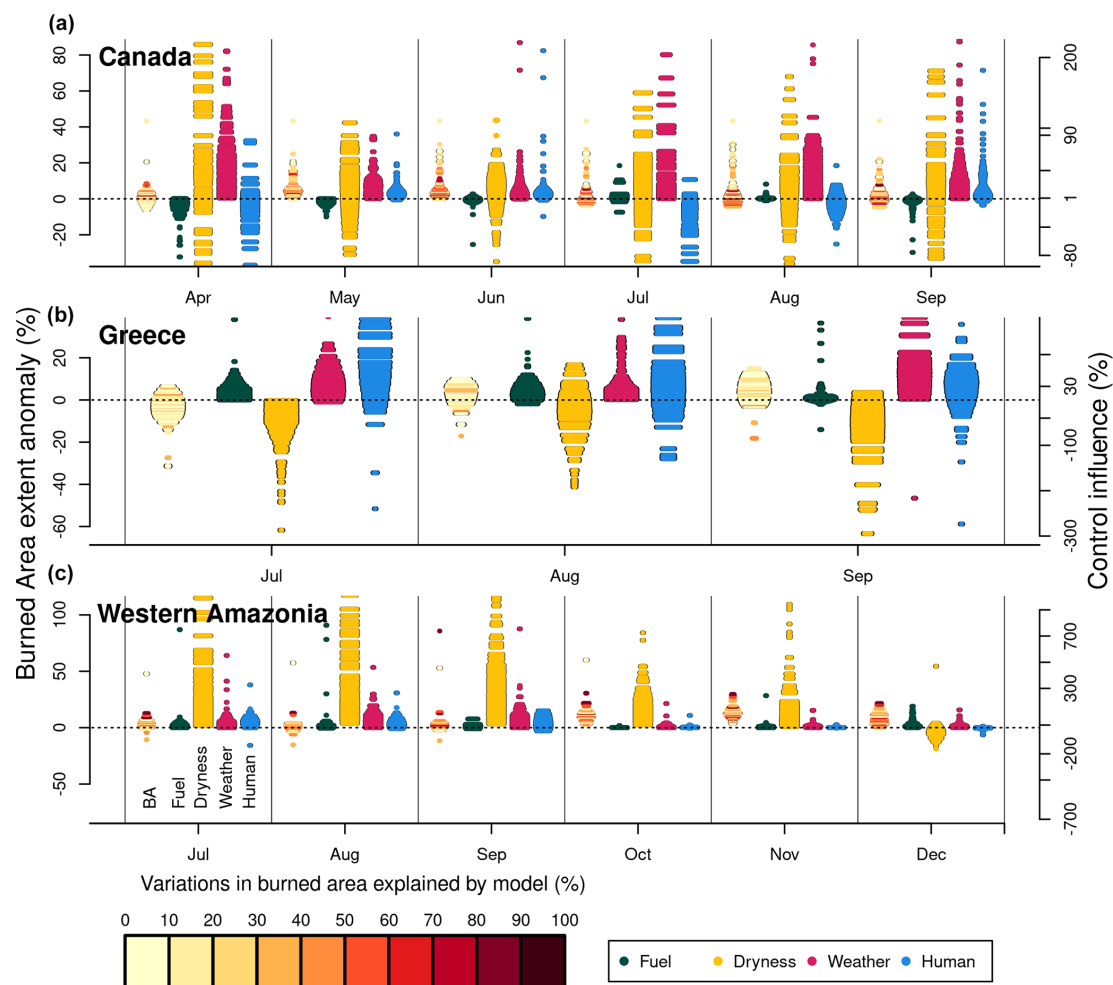 (a)
Canada
80
60
40
20
0
20
200
90
1
-80
Apr May Jun Jul Aug Sep
(b)
Greece
20
0
-20
-40
-60
30
-100
-300
Jul Aug Sep
Burned Area extent anomaly (%)
Control influence (%)
(c)
Western Amazonia
100
50
0
-50
700
300
-200
-700
BA Fuel Dryness Weather Human
Jul Aug Sep Oct Nov Dec
Variations in burned area explained by model (%)
0 10 20 30 40 50 60 70 80 90 100
Fuel Dryness Weather Human